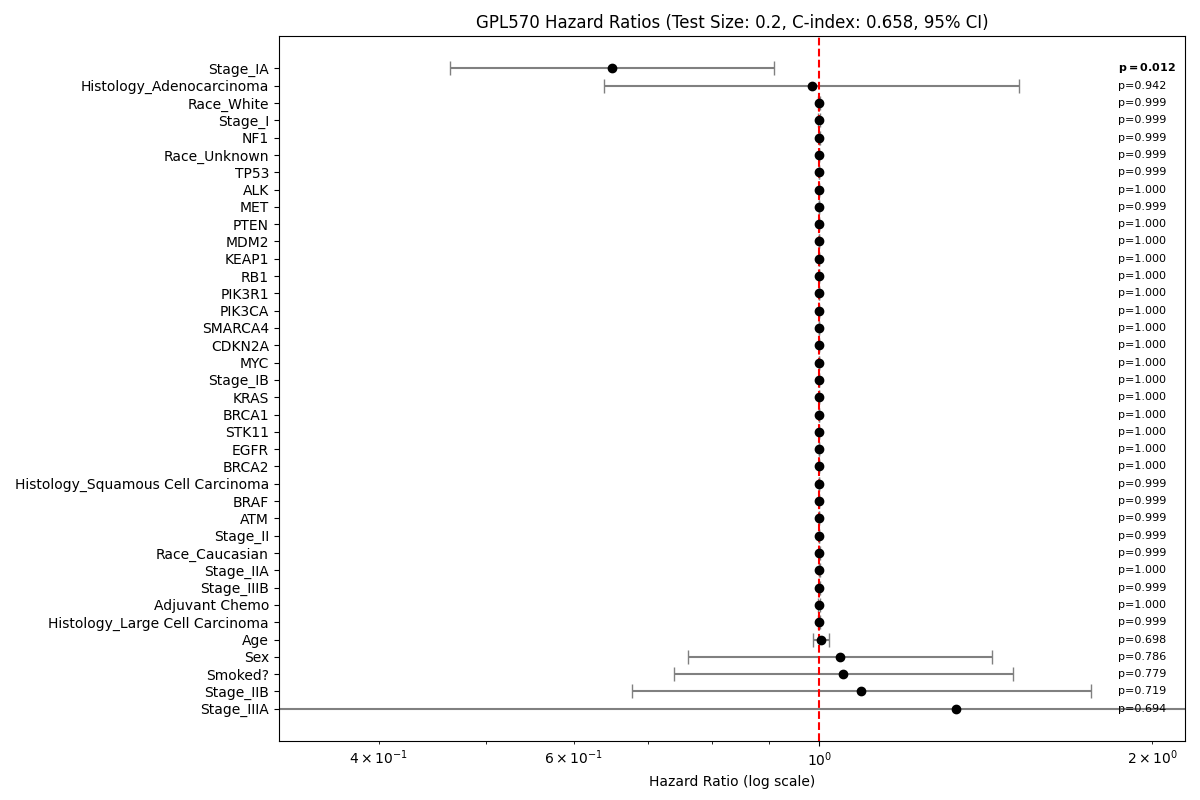 GPL570 Hazard Ratios (Test Size: 0.2, C-index: 0.658, 95% CI)
Stage_IA p=0.012
Histology_Adenocarcinoma p=0.942
Race_White p=0.999
Stage_I p=0.999
NF1 p=0.999
Race_Unknown p=0.999
TP53 p=0.999
ALK p=1.000
MET p=0.999
PTEN p=1.000
MDM2 p=1.000
KEAP1 p=1.000
RB1 p=1.000
PIK3R1 p=1.000
PIK3CA p=1.000
SMARCA4 p=1.000
CDKN2A p=1.000
MYC p=1.000
Stage_IB p=1.000
KRAS p=1.000
BRCA1 p=1.000
STK11 p=1.000
EGFR p=1.000
BRCA2 p=1.000
Histology_Squamous Cell Carcinoma p=0.999
BRAF p=0.999
ATM p=0.999
Stage_II p=0.999
Race_Caucasian p=0.999
Stage_IIA p=1.000
Stage_IIIB p=0.999
Adjuvant Chemo p=1.000
Histology_Large Cell Carcinoma p=0.999
Age p=0.698
Sex p=0.786
Smoked? p=0.779
Stage_IIB p=0.719
Stage_IIIA p=0.694
4 × 10⁻¹ 6 × 10⁻¹ 10⁰ 2 × 10⁰
Hazard Ratio (log scale)